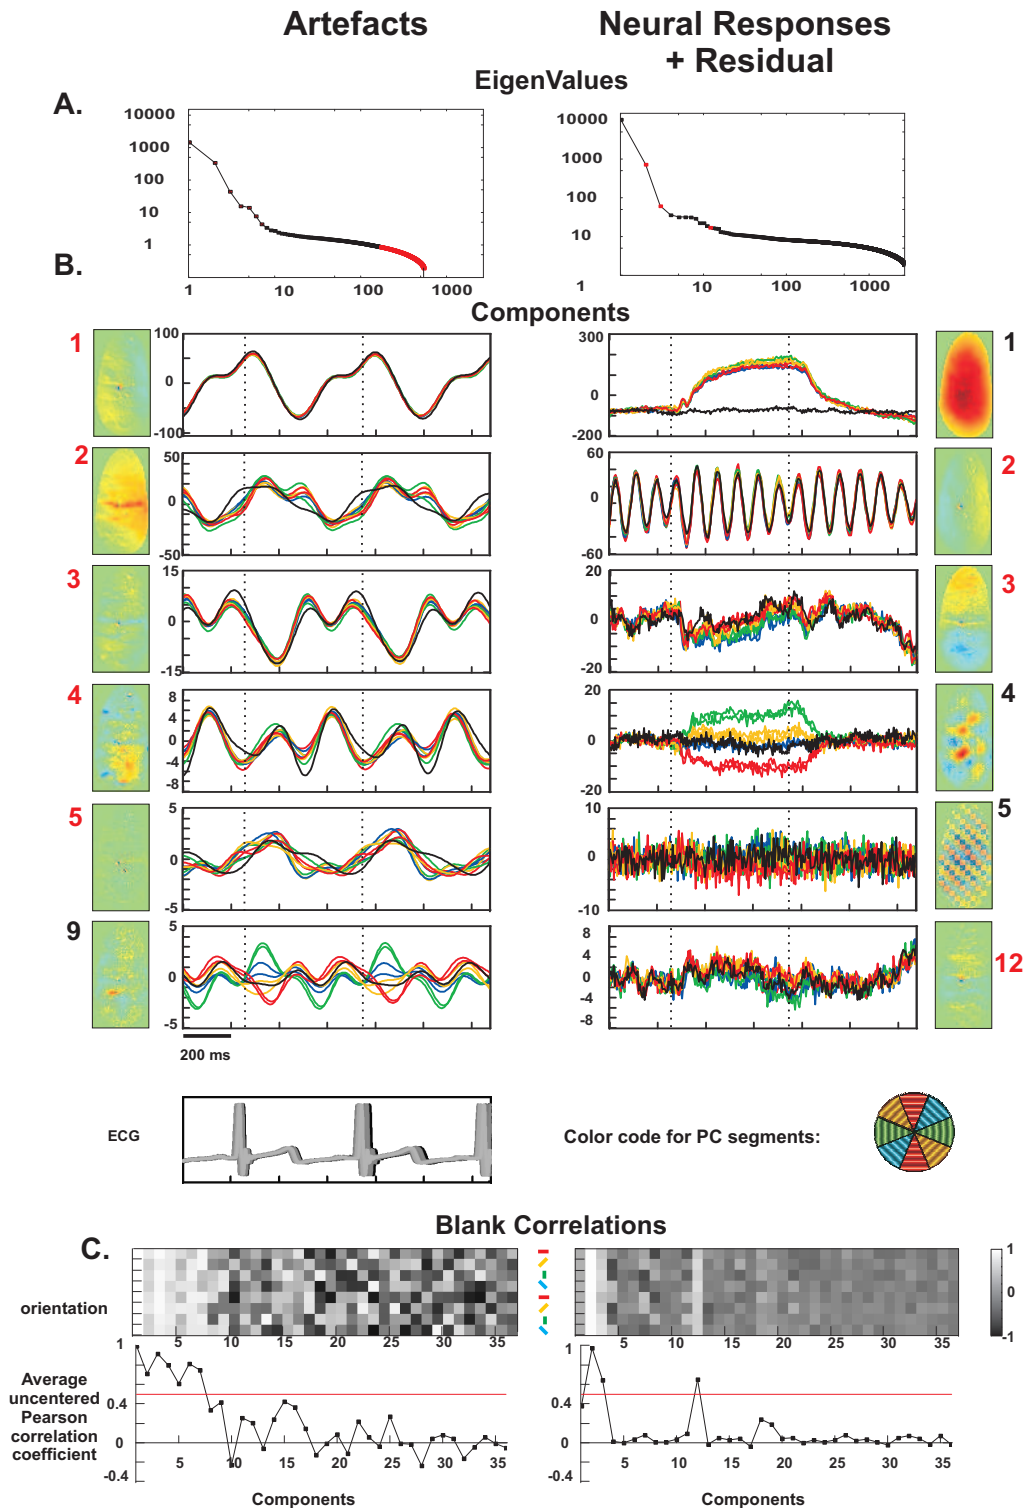 Artefacts
Neural Responses
+ Residual
EigenValues
A.
10000
1000
100
10
1
1 10 100 1000
10000
1000
100
10
1 10 100 1000
B.
Components
1
100
0
-100
300
0
-200
1
2
50
0
-50
60
0
-60
2
3
15
0
-15
20
0
-20
3
4
8
4
0
-4
-8
20
0
-20
4
5
5
0
-5
10
0
-10
5
9
5
0
-5
8
4
0
-4
-8
12
200 ms
ECG
Color code for PC segments:
Blank Correlations
C.
orientation
1
0
-1
5 10 15 20 25 30 35
5 10 15 20 25 30 35
Average
uncentered
Pearson
correlation
coefficient
1
0.4
0
-0.4
5 10 15 20 25 30 35
1
0.4
0
-0.4
5 10 15 20 25 30 35
Components
Components